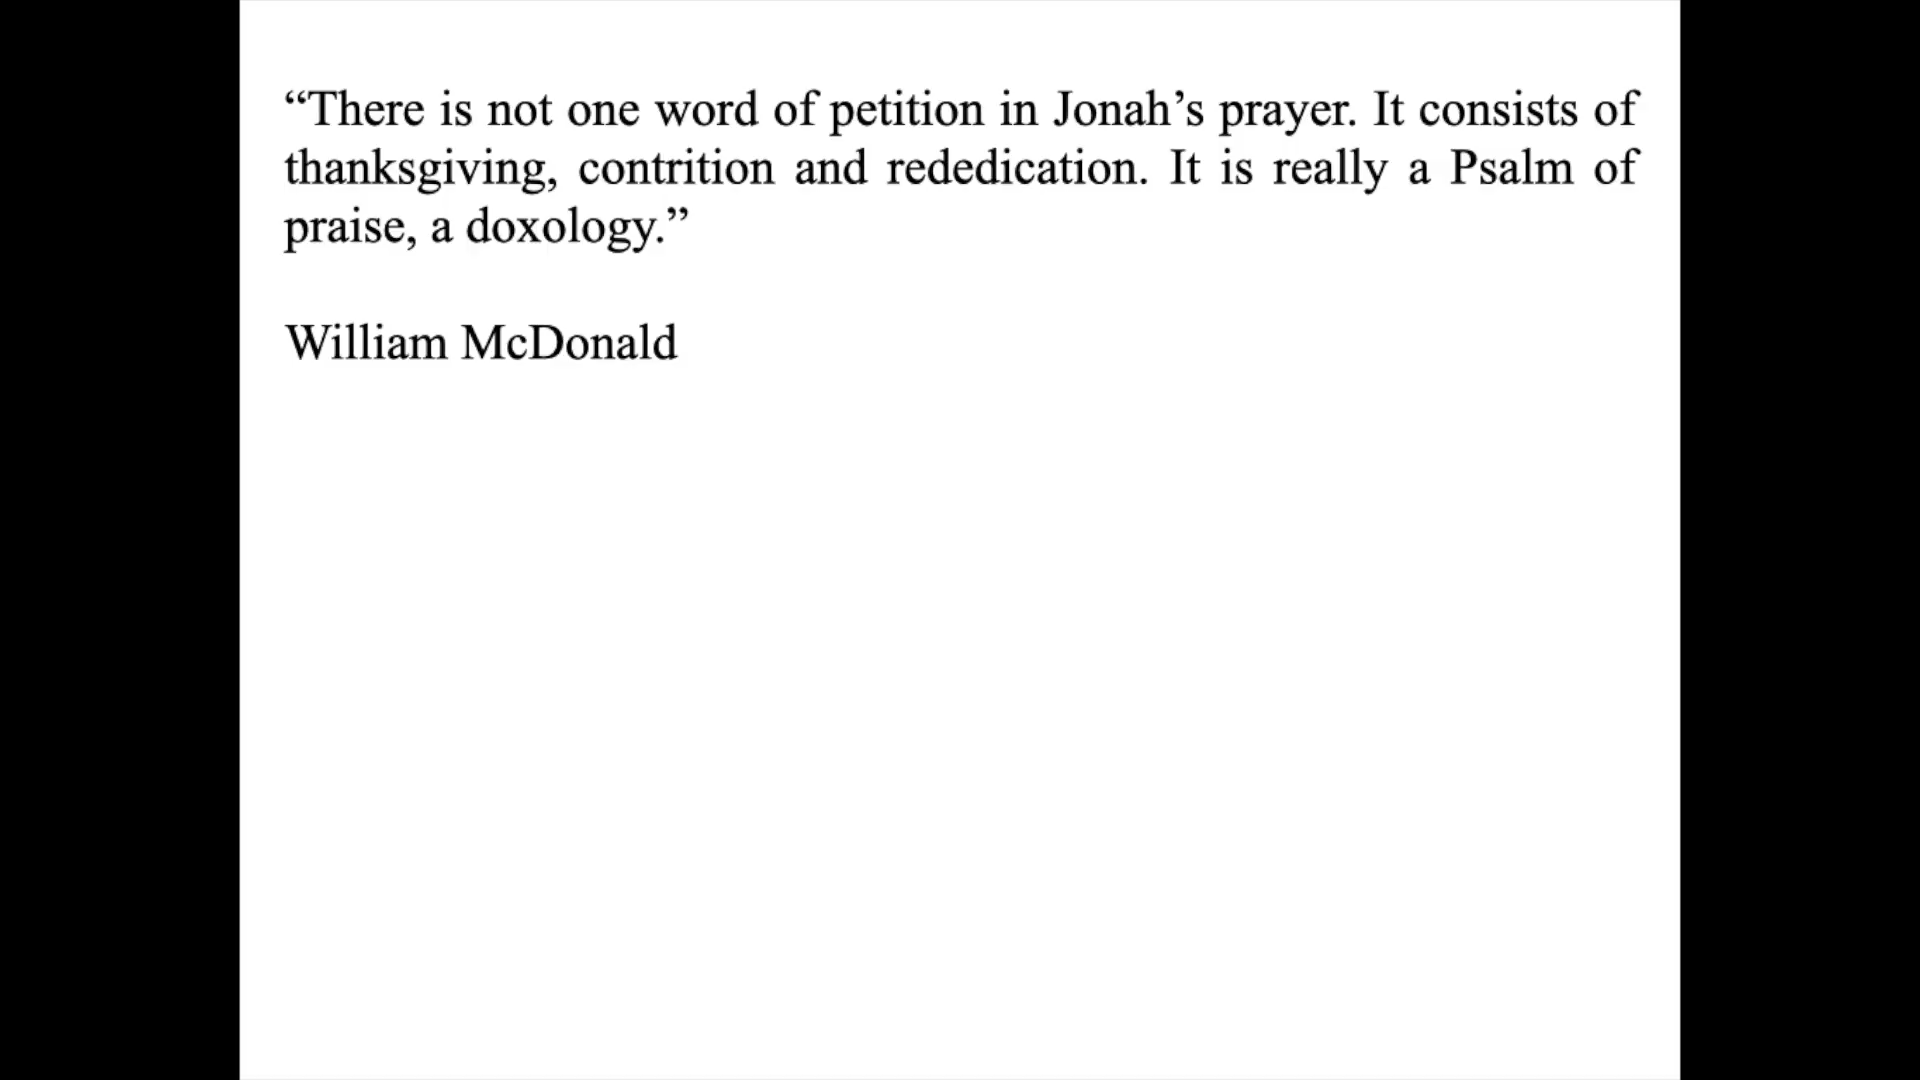 “There is not one word of petition in Jonah’s prayer. It consists of
thanksgiving, contrition and rededication. It is really a Psalm of
praise, a doxology.”
William McDonald